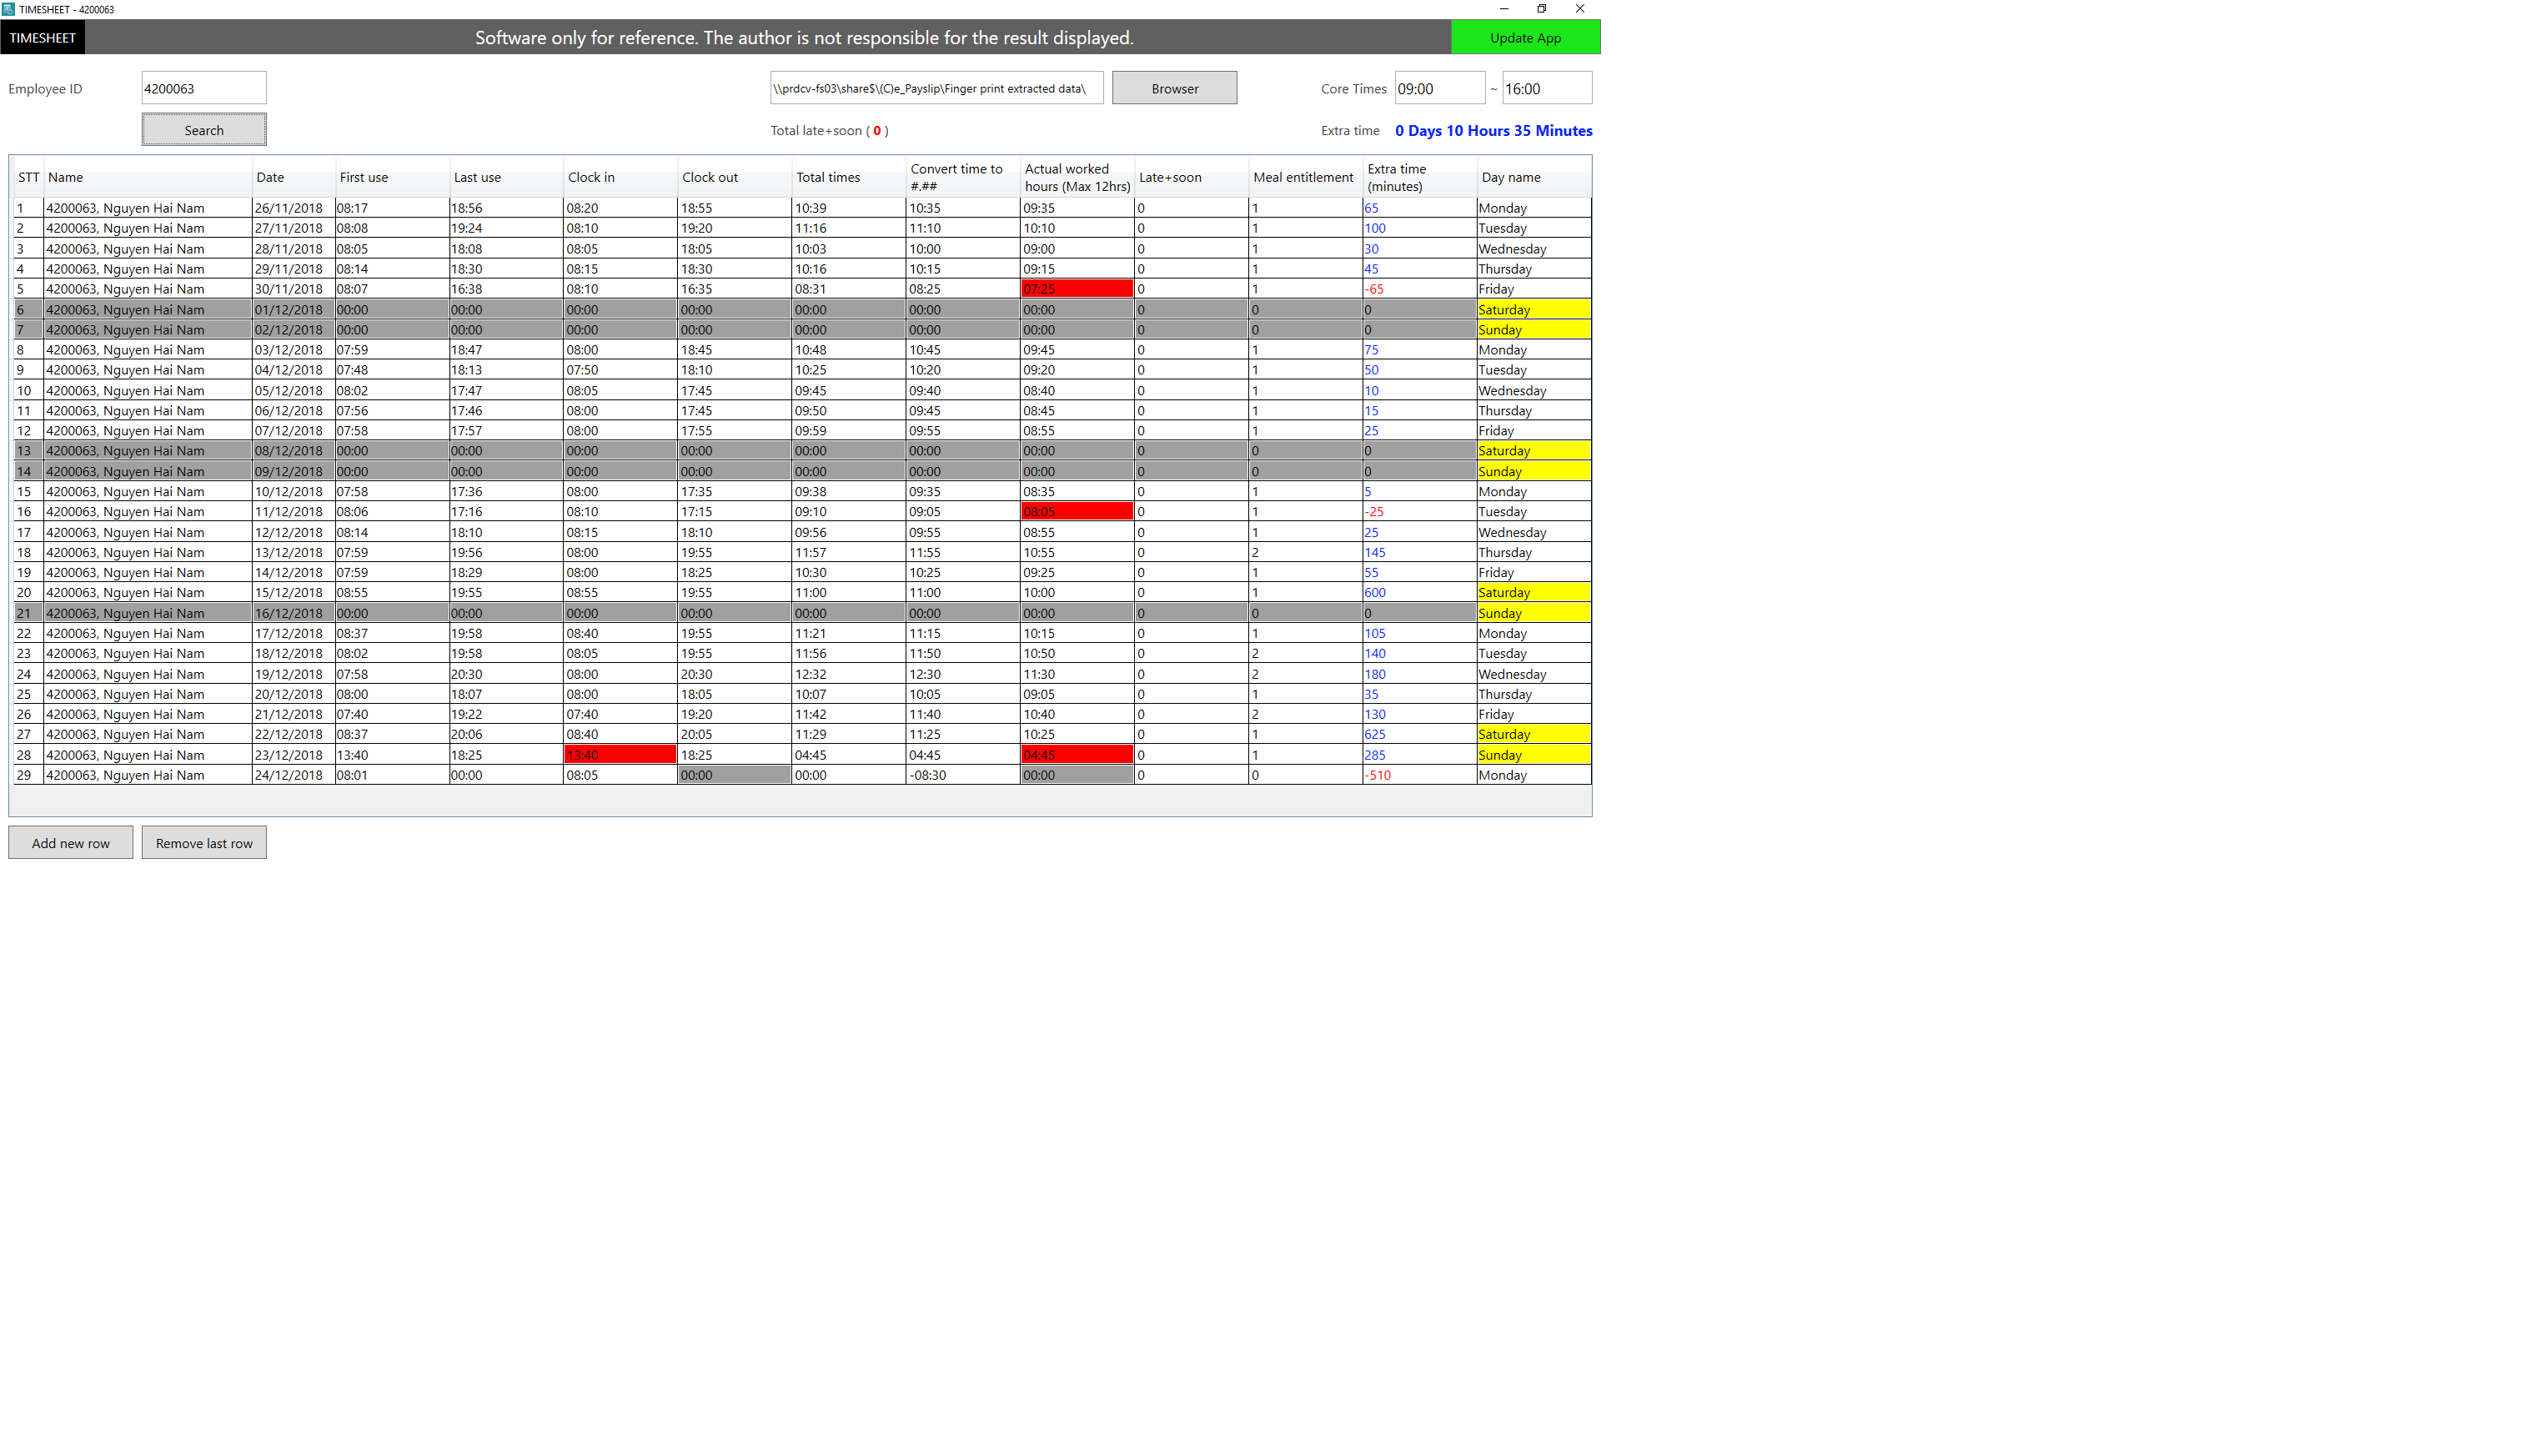 TIMESHEET - 4200063
TIMESHEET Software only for reference. The author is not responsible for the result displayed. Update App
Employee ID 4200063 \\prdcv-fs03\share$\(C)e_Payslip\Finger print extracted data\ Browser Core Times 09:00 ~ 16:00
Search Total late+soon ( 0 ) Extra time 0 Days 10 Hours 35 Minutes
STT Name Date First use Last use Clock in Clock out Total times Convert time to #.## Actual worked hours (Max 12hrs) Late+soon Meal entitlement Extra time (minutes) Day name
1 4200063, Nguyen Hai Nam 26/11/2018 08:17 18:56 08:20 18:55 10:39 10:35 09:35 0 1 65 Monday
2 4200063, Nguyen Hai Nam 27/11/2018 08:08 19:24 08:10 19:20 11:16 11:10 10:10 0 1 100 Tuesday
3 4200063, Nguyen Hai Nam 28/11/2018 08:05 18:08 08:05 18:05 10:03 10:00 09:00 0 1 30 Wednesday
4 4200063, Nguyen Hai Nam 29/11/2018 08:14 18:30 08:15 18:30 10:16 10:15 09:15 0 1 45 Thursday
5 4200063, Nguyen Hai Nam 30/11/2018 08:07 16:38 08:10 16:35 08:31 08:25 07:25 0 1 -65 Friday
6 4200063, Nguyen Hai Nam 01/12/2018 00:00 00:00 00:00 00:00 00:00 00:00 00:00 0 0 0 Saturday
7 4200063, Nguyen Hai Nam 02/12/2018 00:00 00:00 00:00 00:00 00:00 00:00 00:00 0 0 0 Sunday
8 4200063, Nguyen Hai Nam 03/12/2018 07:59 18:47 08:00 18:45 10:48 10:45 09:45 0 1 75 Monday
9 4200063, Nguyen Hai Nam 04/12/2018 07:48 18:13 07:50 18:10 10:25 10:20 09:20 0 1 50 Tuesday
10 4200063, Nguyen Hai Nam 05/12/2018 08:02 17:47 08:05 17:45 09:45 09:40 08:40 0 1 10 Wednesday
11 4200063, Nguyen Hai Nam 06/12/2018 07:56 17:46 08:00 17:45 09:50 09:45 08:45 0 1 15 Thursday
12 4200063, Nguyen Hai Nam 07/12/2018 07:58 17:57 08:00 17:55 09:59 09:55 08:55 0 1 25 Friday
13 4200063, Nguyen Hai Nam 08/12/2018 00:00 00:00 00:00 00:00 00:00 00:00 00:00 0 0 0 Saturday
14 4200063, Nguyen Hai Nam 09/12/2018 00:00 00:00 00:00 00:00 00:00 00:00 00:00 0 0 0 Sunday
15 4200063, Nguyen Hai Nam 10/12/2018 07:58 17:36 08:00 17:35 09:38 09:35 08:35 0 1 5 Monday
16 4200063, Nguyen Hai Nam 11/12/2018 08:06 17:16 08:10 17:15 09:10 09:05 08:05 0 1 -25 Tuesday
17 4200063, Nguyen Hai Nam 12/12/2018 08:14 18:10 08:15 18:10 09:56 09:55 08:55 0 1 25 Wednesday
18 4200063, Nguyen Hai Nam 13/12/2018 07:59 19:56 08:00 19:55 11:57 11:55 10:55 0 2 145 Thursday
19 4200063, Nguyen Hai Nam 14/12/2018 07:59 18:29 08:00 18:25 10:30 10:25 09:25 0 1 55 Friday
20 4200063, Nguyen Hai Nam 15/12/2018 08:55 19:55 08:55 19:55 11:00 11:00 10:00 0 1 600 Saturday
21 4200063, Nguyen Hai Nam 16/12/2018 00:00 00:00 00:00 00:00 00:00 00:00 00:00 0 0 0 Sunday
22 4200063, Nguyen Hai Nam 17/12/2018 08:37 19:58 08:40 19:55 11:21 11:15 10:15 0 1 105 Monday
23 4200063, Nguyen Hai Nam 18/12/2018 08:02 19:58 08:05 19:55 11:56 11:50 10:50 0 2 140 Tuesday
24 4200063, Nguyen Hai Nam 19/12/2018 07:58 20:30 08:00 20:30 12:32 12:30 11:30 0 2 180 Wednesday
25 4200063, Nguyen Hai Nam 20/12/2018 08:00 18:07 08:00 18:05 10:07 10:05 09:05 0 1 35 Thursday
26 4200063, Nguyen Hai Nam 21/12/2018 07:40 19:22 07:40 19:20 11:42 11:40 10:40 0 2 130 Friday
27 4200063, Nguyen Hai Nam 22/12/2018 08:37 20:06 08:40 20:05 11:29 11:25 10:25 0 1 625 Saturday
28 4200063, Nguyen Hai Nam 23/12/2018 13:40 18:25 13:40 18:25 04:45 04:45 04:45 0 1 285 Sunday
29 4200063, Nguyen Hai Nam 24/12/2018 08:01 00:00 08:05 00:00 00:00 -08:30 00:00 0 0 -510 Monday
Add new row Remove last row